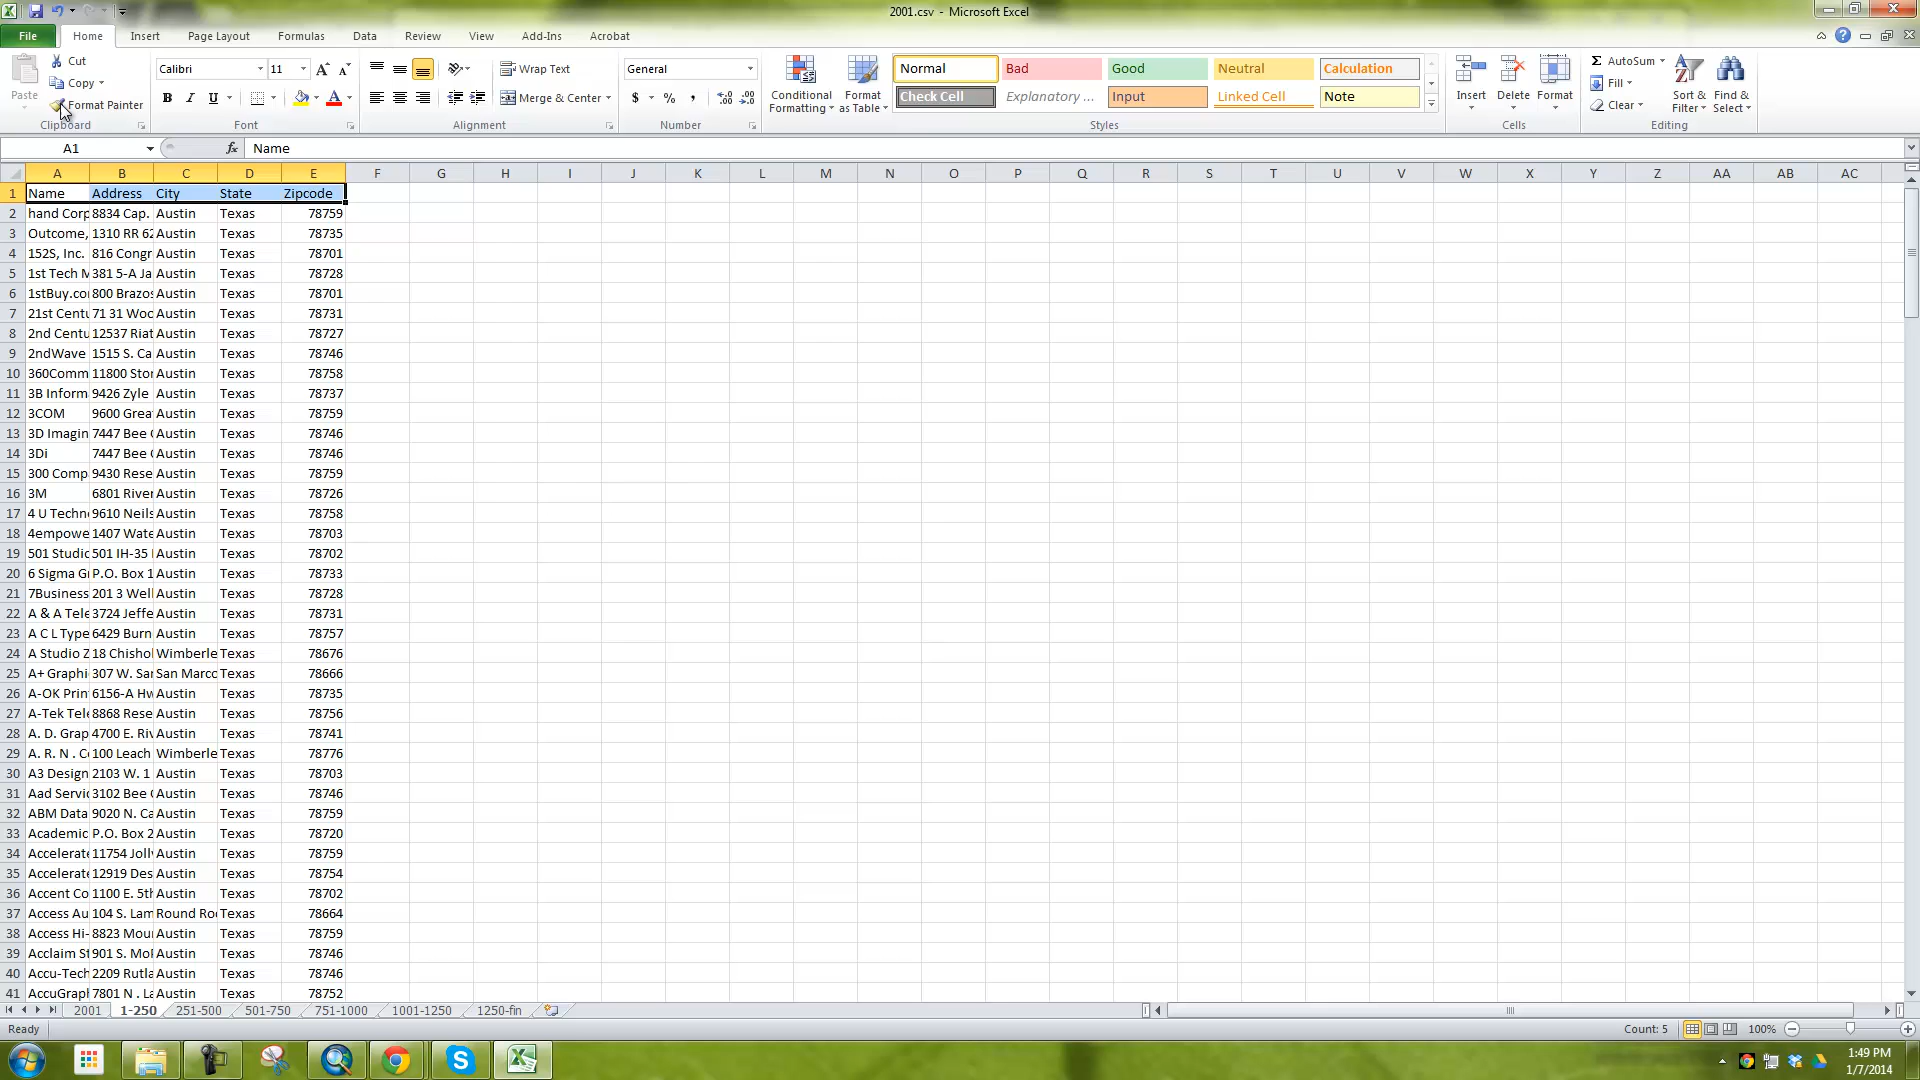 2001.csv - Microsoft Excel
File Home Insert Page Layout Formulas Data Review View Add-Ins Acrobat
Paste Cut Copy Format Painter
Calibri 11
B I U
Wrap Text
Merge & Center
General
$ % ,
Conditional Formatting
Format as Table
Normal Bad Good Neutral Calculation
Check Cell Explanatory ... Input Linked Cell Note
Insert Delete Format
Σ AutoSum
Fill
Clear
Sort & Filter
Find & Select
Clipboard Font Alignment Number Styles Cells Editing
A1 fx Name
A B C D E F G H I J K L M N O P Q R S T U V W X Y Z AA AB AC
1 Name Address City State Zipcode
2 hand Corp 8834 Cap. Austin Texas 78759
3 Outcome, 1310 RR 62 Austin Texas 78735
4 152S, Inc. 816 Congr Austin Texas 78701
5 1st Tech M 381 5-A Ja Austin Texas 78728
6 1stBuy.co 800 Brazos Austin Texas 78701
7 21st Centu 71 31 Woo Austin Texas 78731
8 2nd Centu 12537 Riat Austin Texas 78727
9 2ndWave 1515 S. Ca Austin Texas 78746
10 360Comm 11800 Stor Austin Texas 78758
11 3B Inform 9426 Zyle Austin Texas 78737
12 3COM 9600 Grea Austin Texas 78759
13 3D Imagin 7447 Bee C Austin Texas 78746
14 3Di 7447 Bee C Austin Texas 78746
15 300 Comp 9430 Rese Austin Texas 78759
16 3M 6801 River Austin Texas 78726
17 4 U Techn 9610 Neils Austin Texas 78758
18 4empowe 1407 Wate Austin Texas 78703
19 501 Studio 501 IH-35 Austin Texas 78702
20 6 Sigma G P.O. Box 1 Austin Texas 78733
21 7Business 201 3 Well Austin Texas 78728
22 A & A Tele 3724 Jeffe Austin Texas 78731
23 A C L Type 6429 Burn Austin Texas 78757
24 A Studio Z 18 Chishol Wimberle Texas 78676
25 A+ Graphi 307 W. Sar San Marco Texas 78666
26 A-OK Prin 6156-A Hw Austin Texas 78735
27 A-Tek Tele 8868 Rese Austin Texas 78756
28 A. D. Grap 4700 E. Riv Austin Texas 78741
29 A. R. N . Co 100 Leach Wimberle Texas 78776
30 A3 Design 2103 W. 1 Austin Texas 78703
31 Aad Servic 3102 Bee C Austin Texas 78746
32 ABM Data 9020 N. Ca Austin Texas 78759
33 Academic P.O. Box 2 Austin Texas 78720
34 Accelerate 11754 Jolly Austin Texas 78759
35 Accelerate 12919 Des Austin Texas 78754
36 Accent Co 1100 E. 5th Austin Texas 78702
37 Access Au 104 S. Lam Round Ro Texas 78664
38 Access Hi- 8823 Mour Austin Texas 78759
39 Acclaim St 901 S. Mo Austin Texas 78746
40 Accu-Tech 2209 Rutla Austin Texas 78746
41 AccuGraph 7801 N . La Austin Texas 78752
2001 1-250 251-500 501-750 751-1000 1001-1250 1250-fin
Ready Count: 5 100%
1:49 PM
1/7/2014